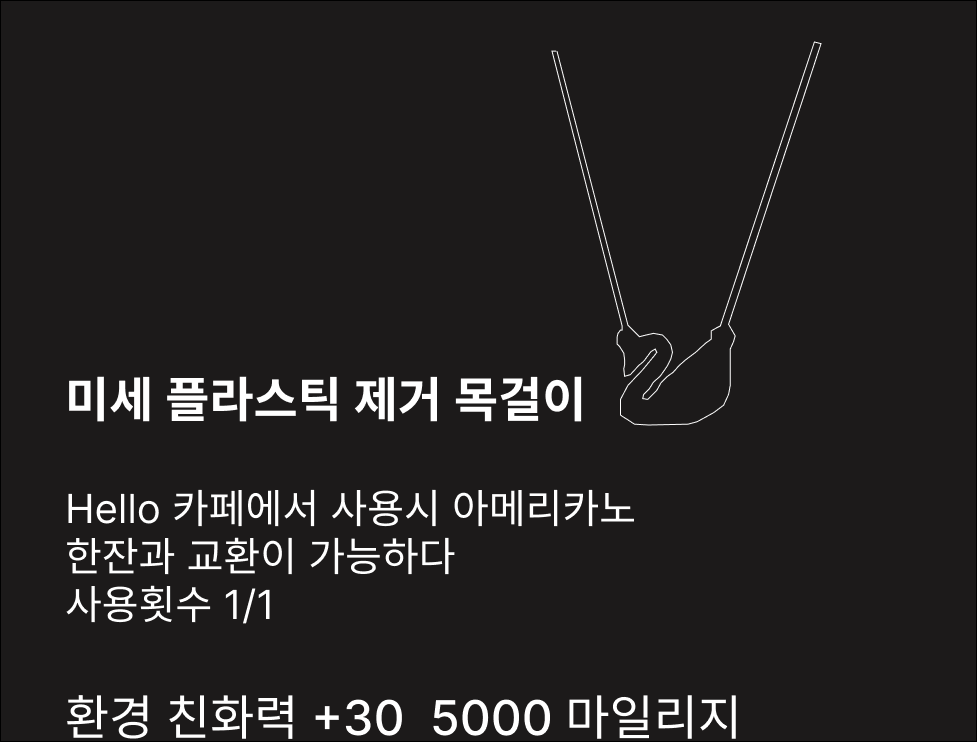 미세 플라스틱 제거 목걸이
Hello 카페에서 사용시 아메리카노
한잔과 교환이 가능하다
사용횟수 1/1
환경 친화력 +30 5000 마일리지